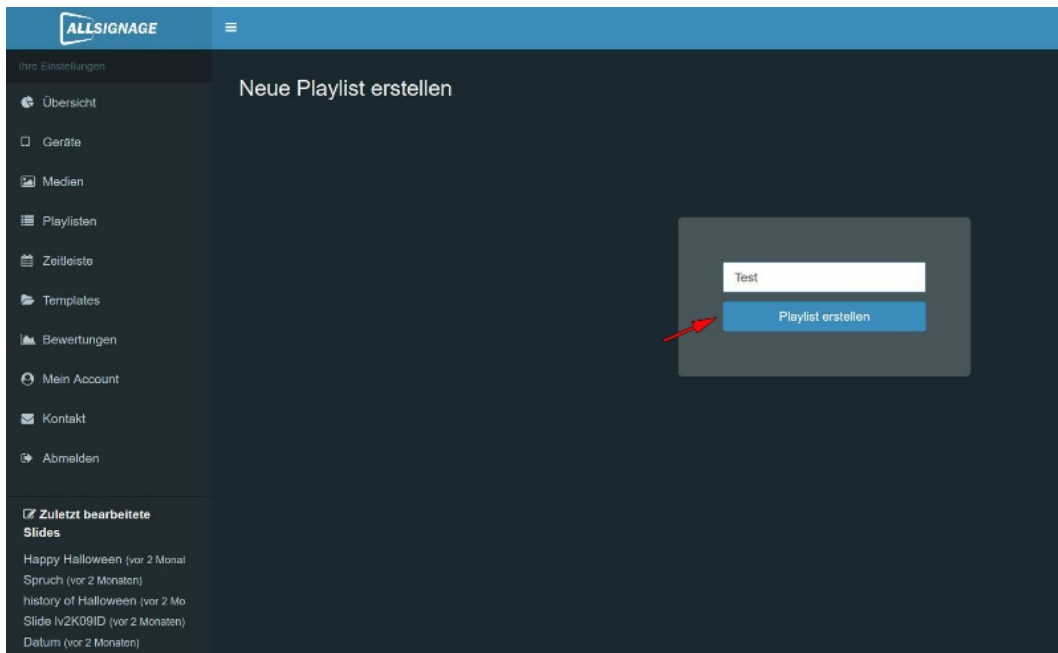 ALLSIGNAGE
Ihre Einstellungen
Übersicht
Geräte
Medien
Playlisten
Zeitleiste
Templates
Bewertungen
Mein Account
Kontakt
Abmelden
Zuletzt bearbeitete
Slides
Happy Halloween (vor 2 Monat
Spruch (vor 2 Monaten)
history of Halloween (vor 2 Mo
Slide lv2K09ID (vor 2 Monaten)
Datum (vor 2 Monaten)
Neue Playlist erstellen
Test
Playlist erstellen